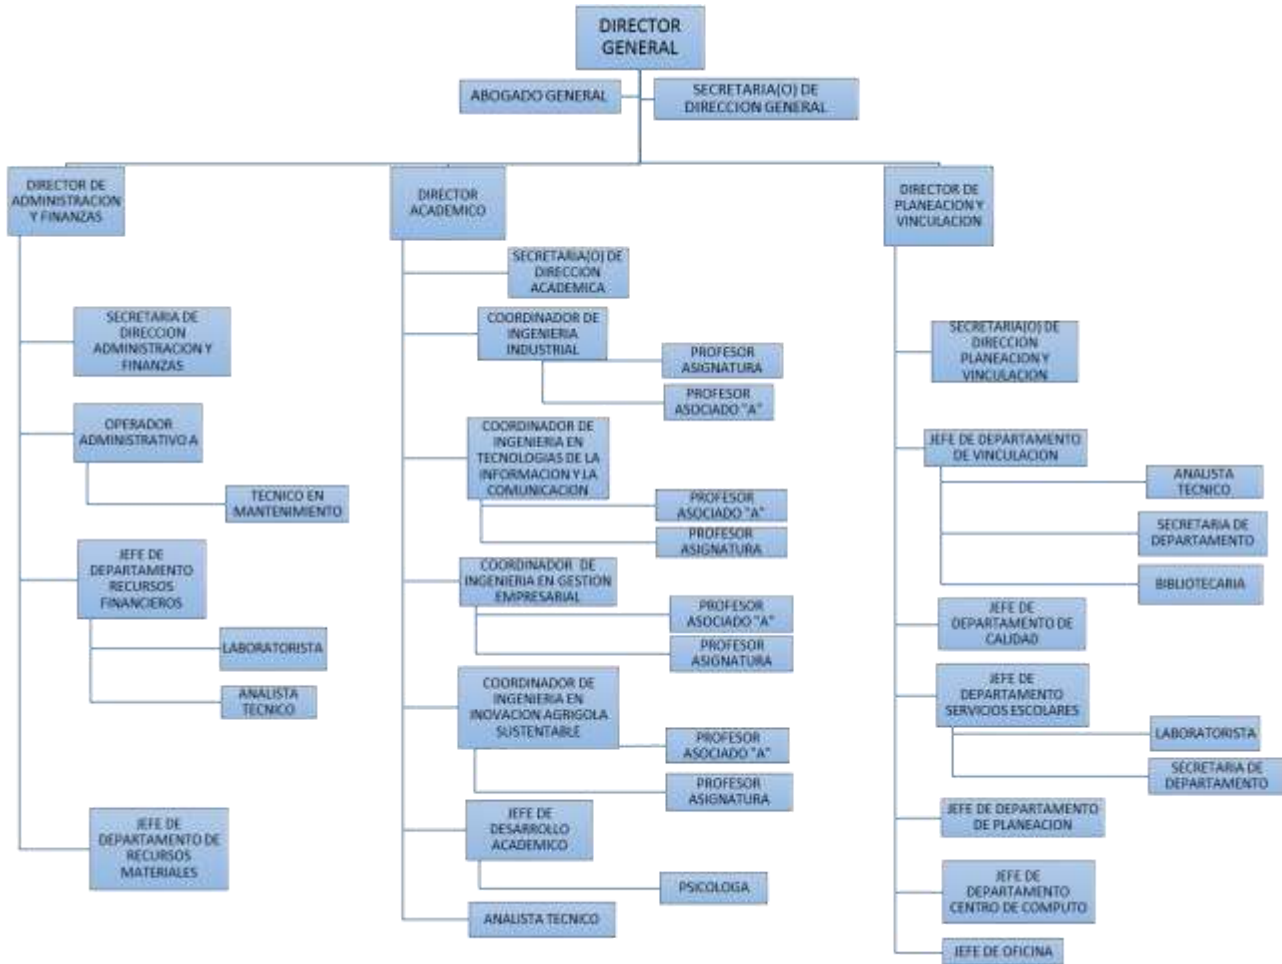 DIRECTOR
GENERAL
ABOGADO GENERAL
SECRETARIA(O) DE
DIRECCION GENERAL
DIRECTOR DE
ADMINISTRACION
Y FINANZAS
SECRETARIA DE
DIRECCION
ADMINISTRACION Y
FINANZAS
OPERADOR
ADMINISTRATIVO A
TECNICO EN
MANTENIMIENTO
JEFE DE
DEPARTAMENTO
RECURSOS
FINANCIEROS
LABORATORISTA
ANALISTA
TECNICO
JEFE DE
DEPARTAMENTO DE
RECURSOS
MATERIALES
DIRECTOR
ACADEMICO
SECRETARIA(O) DE
DIRECCION
ACADEMICA
COORDINADOR DE
INGENIERIA
INDUSTRIAL
PROFESOR
ASIGNATURA
PROFESOR
ASOCIADO "A"
COORDINADOR DE
INGENIERIA EN
TECNOLOGIAS DE LA
INFORMACION Y LA
COMUNICACION
PROFESOR
ASOCIADO "A"
PROFESOR
ASIGNATURA
COORDINADOR DE
INGENIERIA EN GESTION
EMPRESARIAL
PROFESOR
ASOCIADO "A"
PROFESOR
ASIGNATURA
COORDINADOR DE
INGENIERIA EN
INOVACION AGRIGOLA
SUSTENTABLE
PROFESOR
ASOCIADO "A"
PROFESOR
ASIGNATURA
JEFE DE
DESARROLLO
ACADEMICO
PSICOLOGA
ANALISTA TECNICO
DIRECTOR DE
PLANEACION Y
VINCULACION
SECRETARIA(O) DE
DIRECCION
PLANEACION Y
VINCULACION
JEFE DE DEPARTAMENTO
DE VINCULACION
ANALISTA
TECNICO
SECRETARIA DE
DEPARTAMENTO
BIBLIOTECARIA
JEFE DE
DEPARTAMENTO DE
CALIDAD
JEFE DE
DEPARTAMENTO
SERVICIOS ESCOLARES
LABORATORISTA
SECRETARIA DE
DEPARTAMENTO
JEFE DE DEPARTAMENTO
DE PLANEACION
JEFE DE
DEPARTAMENTO
CENTRO DE COMPUTO
JEFE DE OFICINA